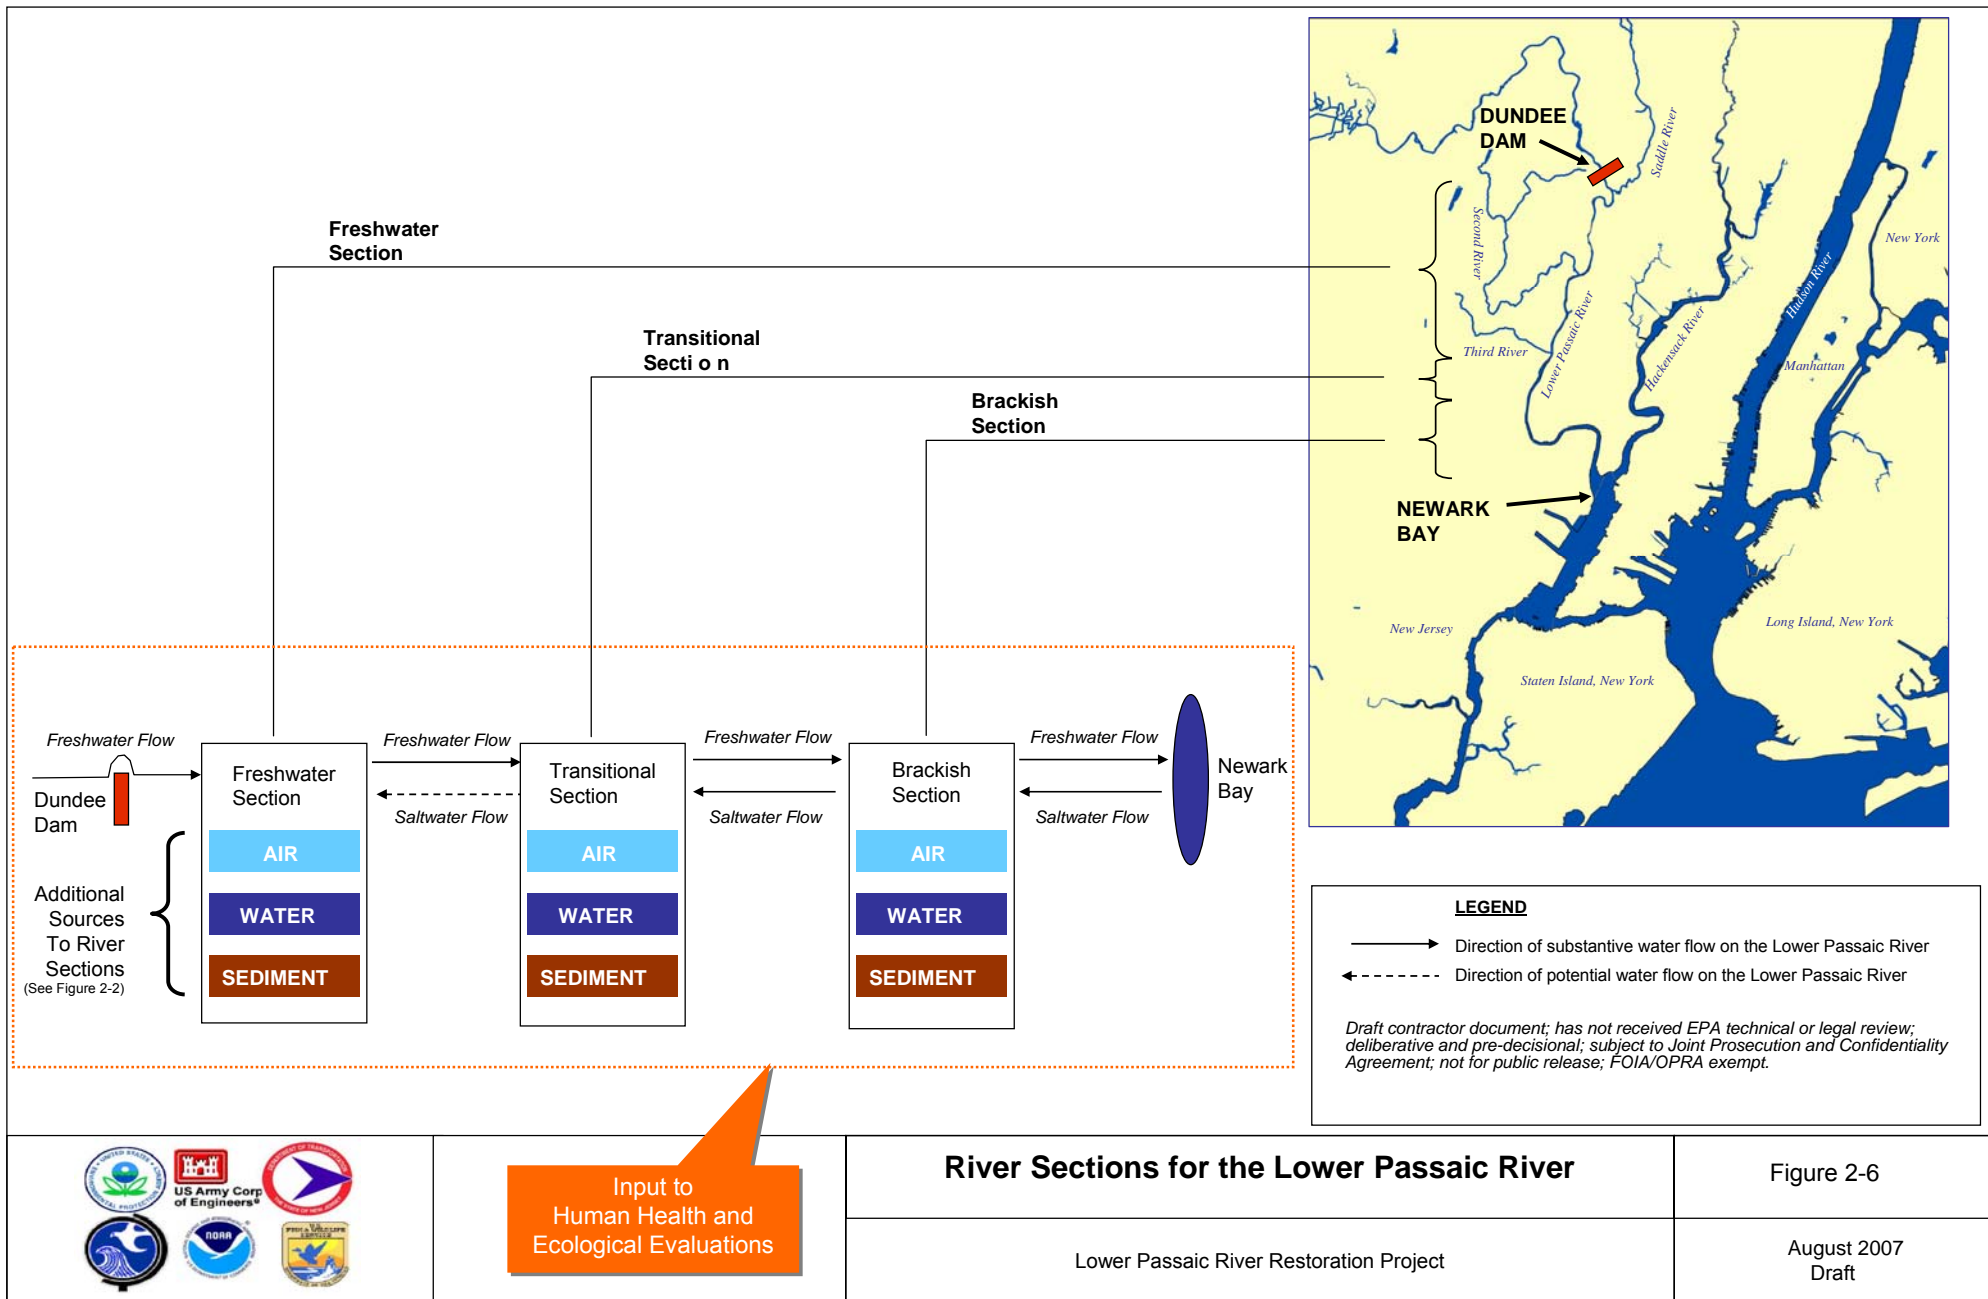 Freshwater
Section
Transitional
Secti o n
Brackish
Section
DUNDEE
DAM
Saddle River
Second River
New York
Hudson River
Lower Passaic River
Hackensack River
Third River
Manhattan
NEWARK
BAY
New Jersey
Long Island, New York
Staten Island, New York
Freshwater Flow
Dundee
Dam
Freshwater
Section
Freshwater Flow
Saltwater Flow
Transitional
Section
Freshwater Flow
Saltwater Flow
Brackish
Section
Freshwater Flow
Saltwater Flow
Newark
Bay
Additional
Sources
To River
Sections
(See Figure 2-2)
AIR
WATER
SEDIMENT
AIR
WATER
SEDIMENT
AIR
WATER
SEDIMENT
LEGEND
Direction of substantive water flow on the Lower Passaic River
Direction of potential water flow on the Lower Passaic River
Draft contractor document; has not received EPA technical or legal review;
deliberative and pre-decisional; subject to Joint Prosecution and Confidentiality
Agreement; not for public release; FOIA/OPRA exempt.
US Army Corp
of Engineers®
NOAA
Input to
Human Health and
Ecological Evaluations
River Sections for the Lower Passaic River
Figure 2-6
Lower Passaic River Restoration Project
August 2007
Draft